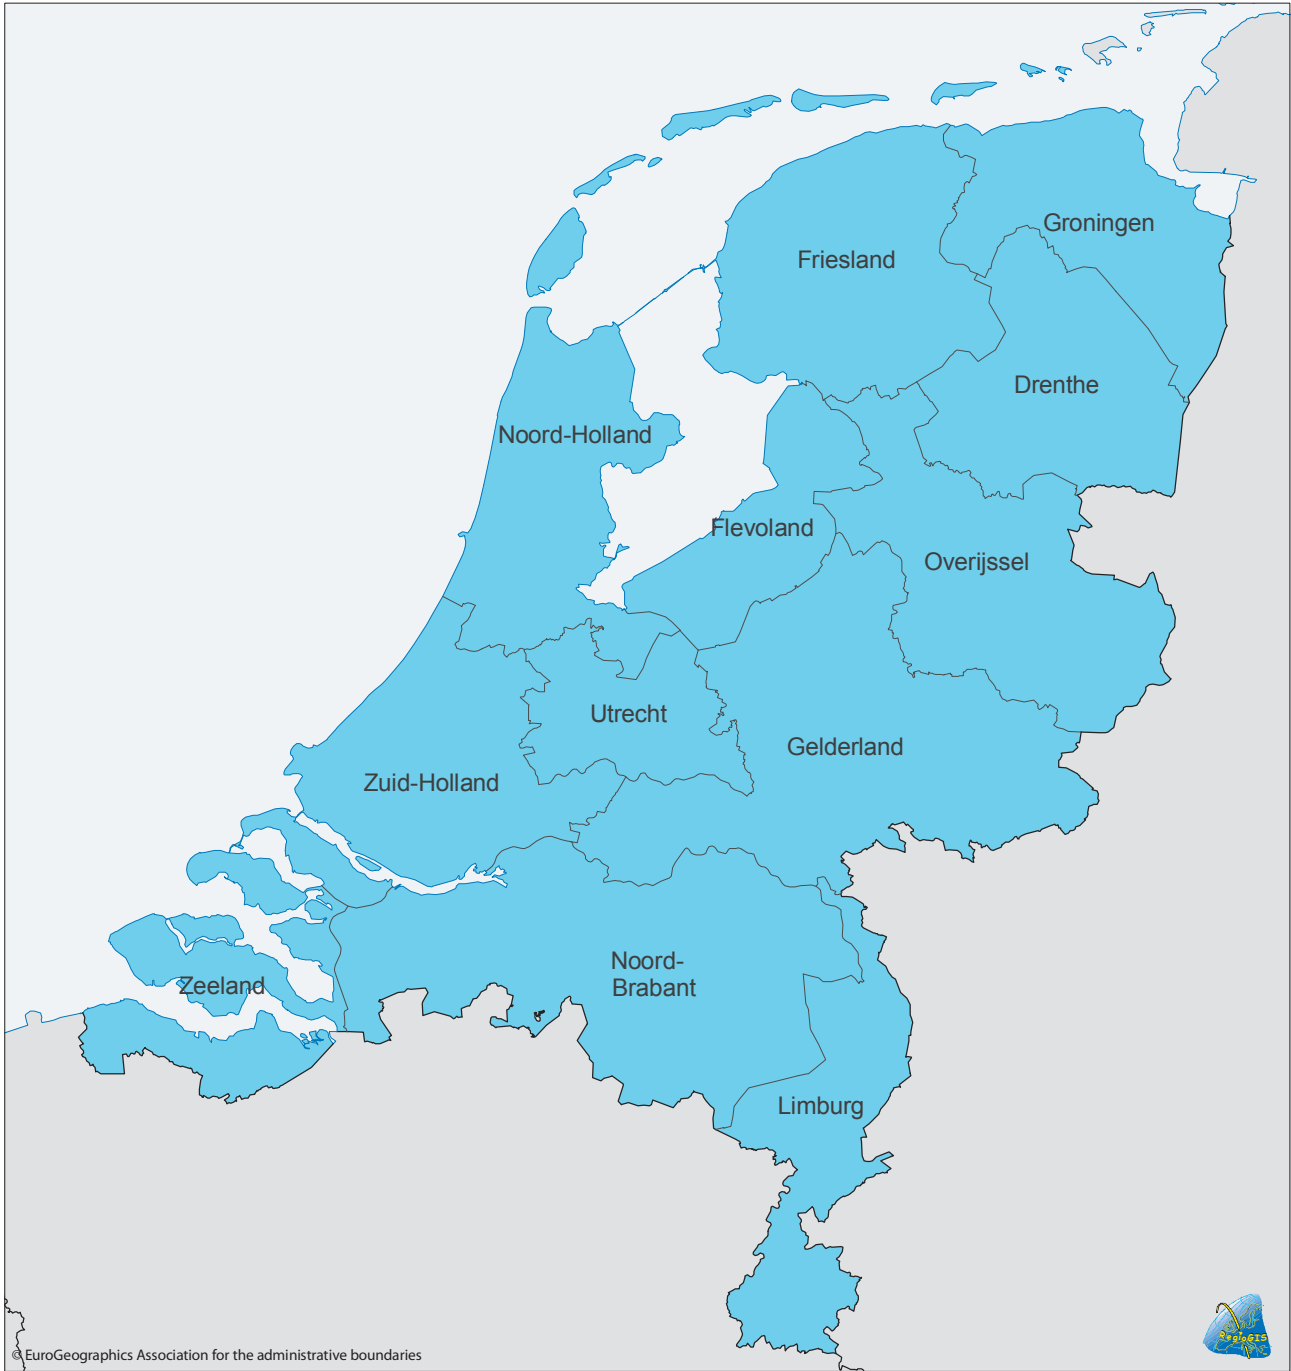 Groningen
Friesland
Drenthe
Noord-Holland
Flevoland
Overijssel
Utrecht
Gelderland
Zuid-Holland
Noord-
Brabant
Zeeland
Limburg
RegioGIS
© EuroGeographics Association for the administrative boundaries